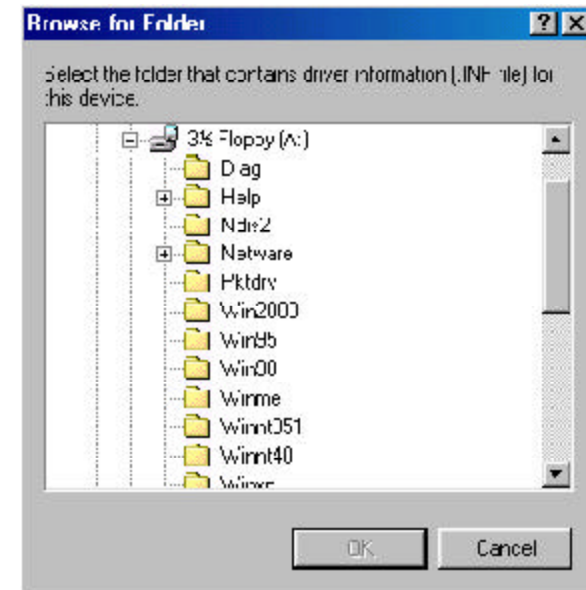 Browse for Folder
Select the folder that contains driver information (.INF file) for
this device.
3½ Floppy (A:)
Diag
Help
Ndis2
Netware
Pktdrv
Win2000
Win95
Winme
Winnt351
Winnt40
Winxp
OK
Cancel